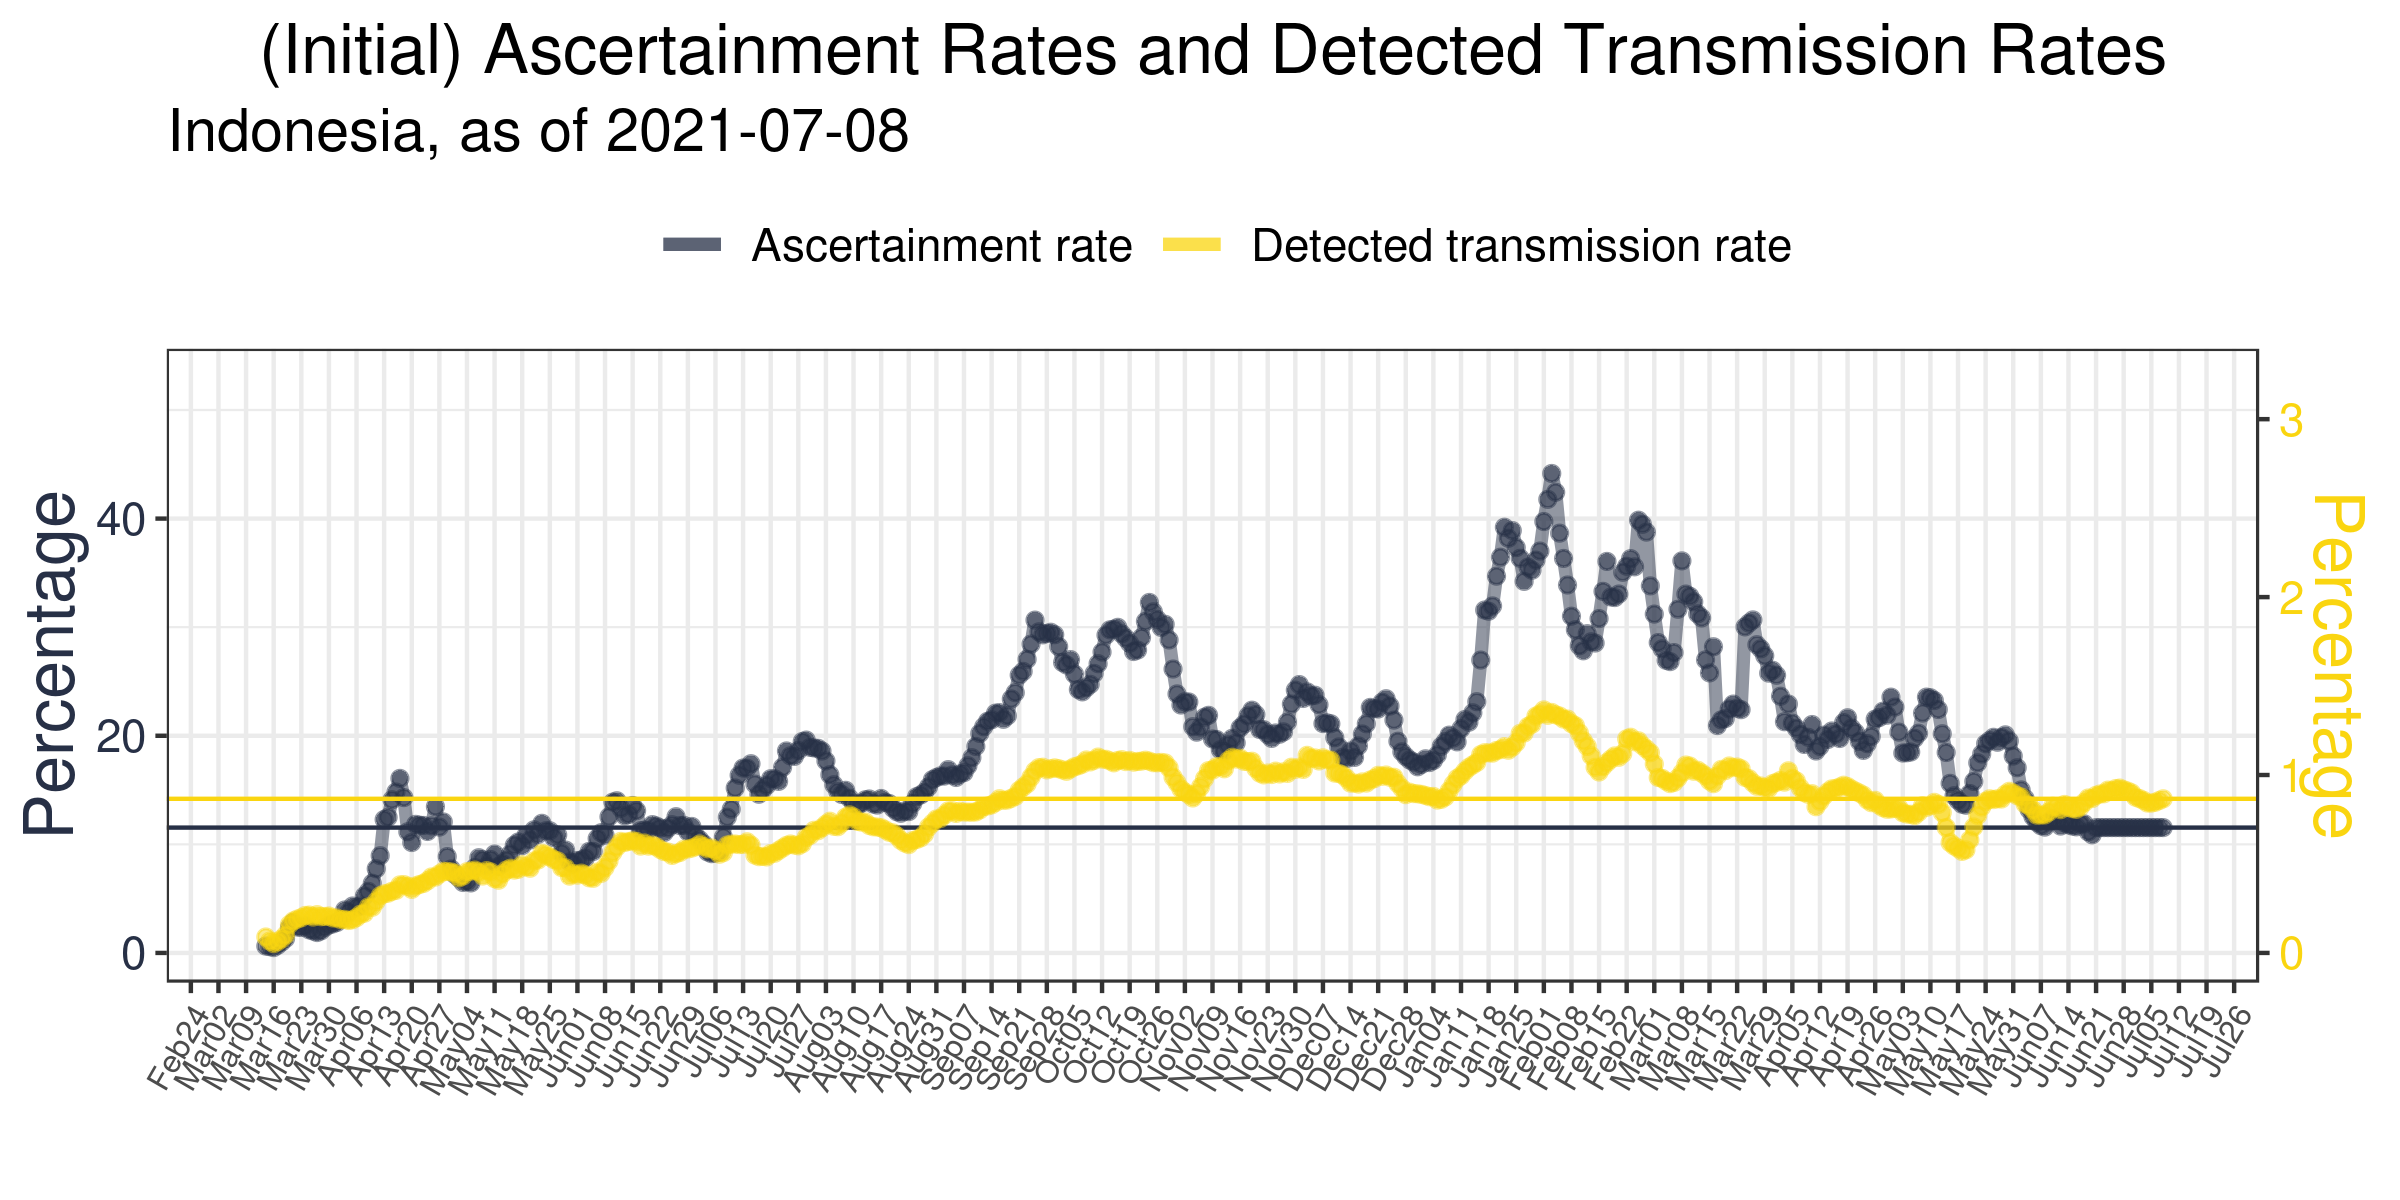 (Initial) Ascertainment Rates and Detected Transmission Rates
Indonesia, as of 2021-07-08
Ascertainment rate
Detected transmission rate
Percentage
40
20
0
3
2
1
0
Percentage
Feb24
Mar02
Mar09
Mar16
Mar23
Mar30
Apr06
Apr13
Apr20
Apr27
May04
May11
May18
May25
Jun01
Jun08
Jun15
Jun22
Jun29
Jul06
Jul13
Jul20
Jul27
Aug03
Aug10
Aug17
Aug24
Aug31
Sep07
Sep14
Sep21
Sep28
Oct05
Oct12
Oct19
Oct26
Nov02
Nov09
Nov16
Nov23
Nov30
Dec07
Dec14
Dec21
Dec28
Jan04
Jan11
Jan18
Jan25
Feb01
Feb08
Feb15
Feb22
Mar01
Mar08
Mar15
Mar22
Mar29
Apr05
Apr12
Apr19
Apr26
May03
May10
May17
May24
May31
Jun07
Jun14
Jun21
Jun28
Jul05
Jul12
Jul19
Jul26